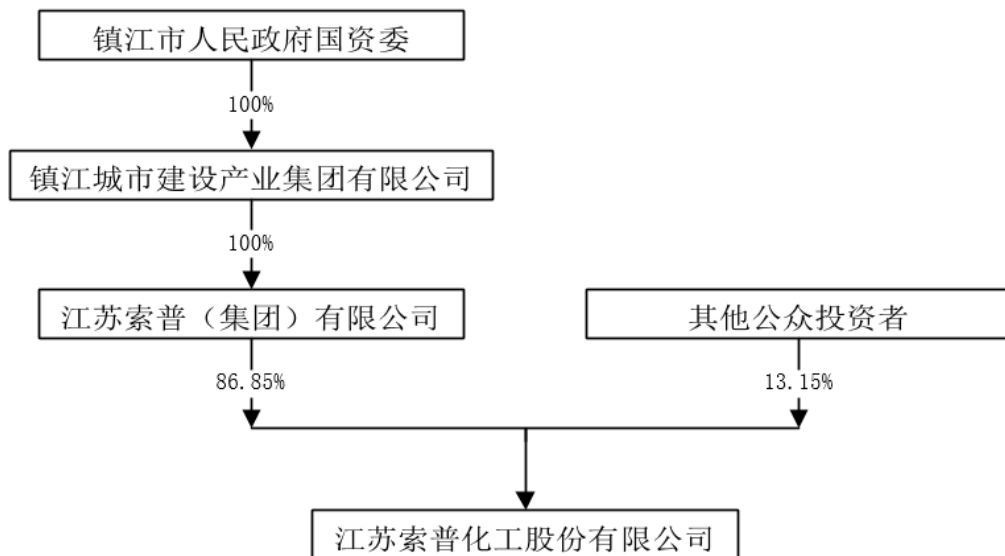 镇江市人民政府国资委
100%
镇江城市建设产业集团有限公司
100%
江苏索普（集团）有限公司
其他公众投资者
86.85%
13.15%
江苏索普化工股份有限公司